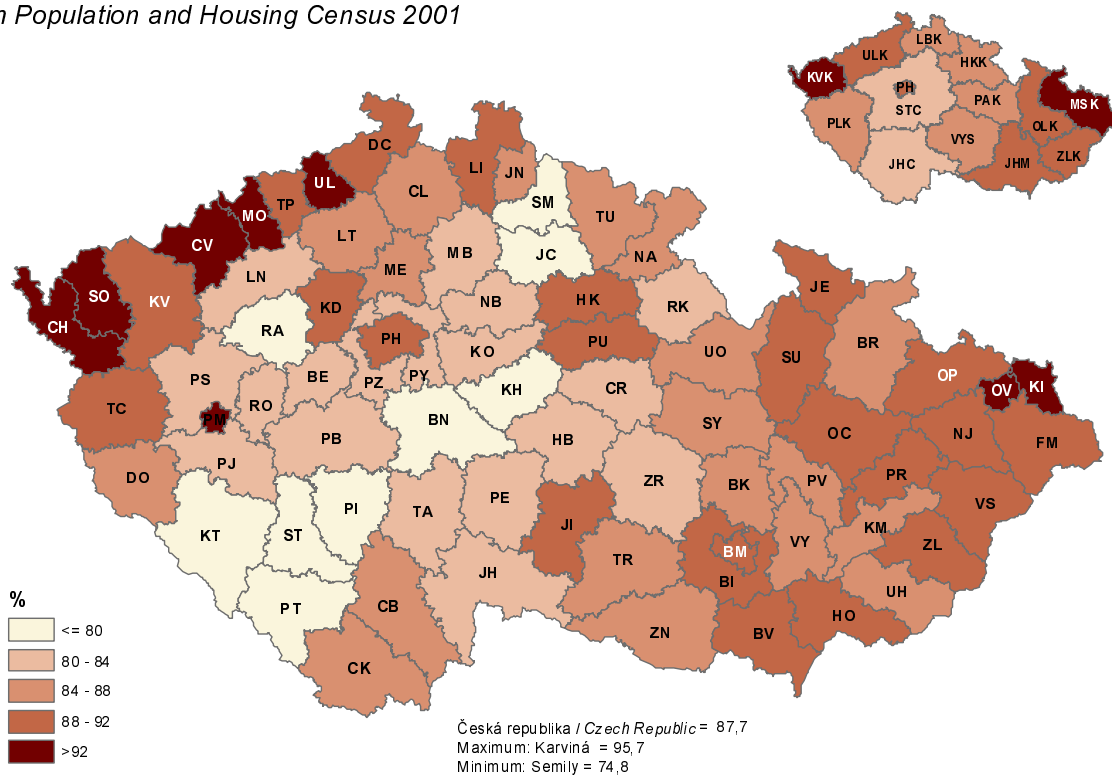 n Population and Housing Census 2001
LBK
ULK
HKK
KVK
PH
PAK
MSK
STC
OLK
PLK
VYS
ZLK
JHM
JHC
DC
LI
JN
UL
CL
TP
SM
MO
TU
LT
CV
MB
JC
NA
LN
ME
JE
SO
KV
NB
HK
RK
KD
CH
RA
PH
PU
BR
KO
UO
SU
BE
PZ
PY
OP
PS
KH
CR
OV
KI
RO
TC
PM
BN
SY
OC
NJ
PB
HB
FM
PJ
DO
ZR
PR
BK
PV
PE
VS
PI
TA
JI
KM
KT
ST
VY
ZL
BM
TR
JH
BI
UH
PT
CB
HO
ZN
BV
CK
%
<= 80
80 - 84
84 - 88
88 - 92
>92
Česká republika / Czech Republic = 87,7
Maximum: Karviná = 95,7
Minimum: Semily = 74,8